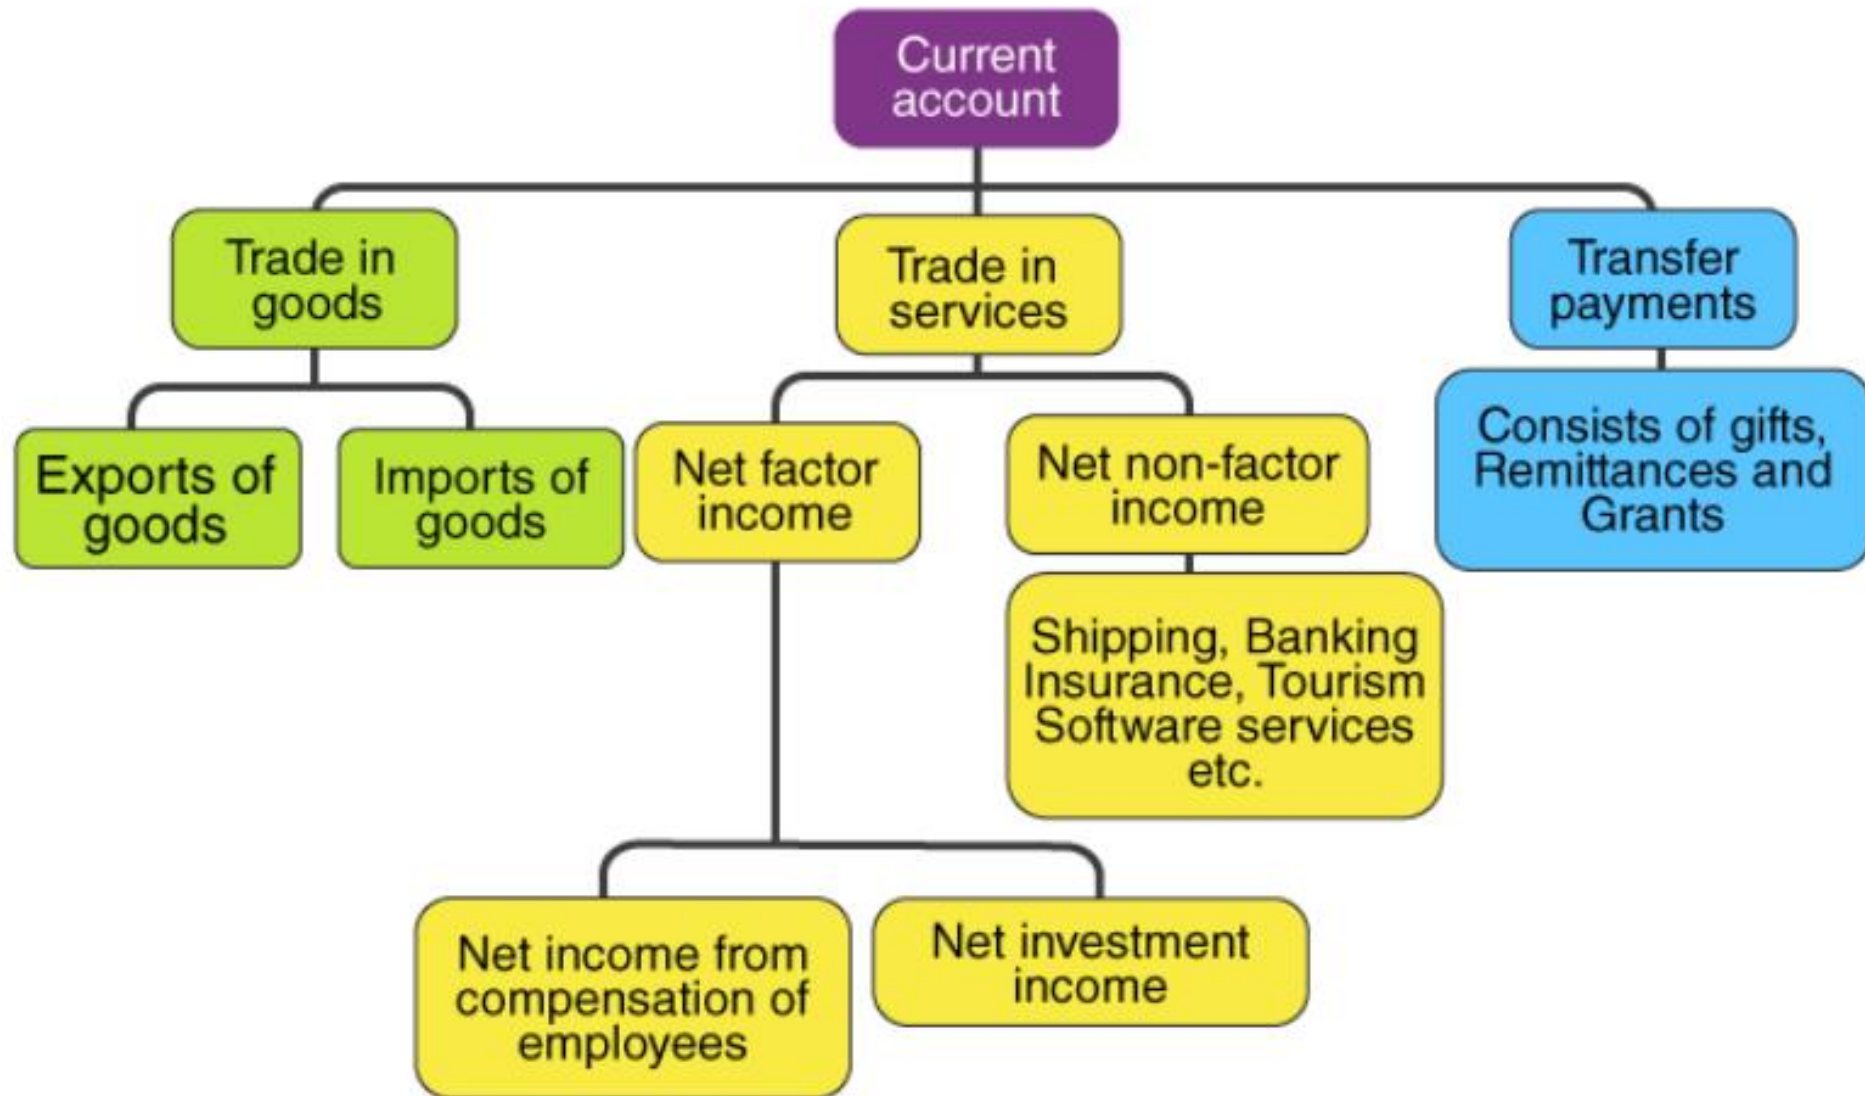 Current
account
Trade in
goods
Trade in
services
Transfer
payments
Exports of
goods
Imports of
goods
Net factor
income
Net non-factor
income
Consists of gifts,
Remittances and
Grants
Shipping, Banking
Insurance, Tourism
Software services
etc.
Net income from
compensation of
employees
Net investment
income